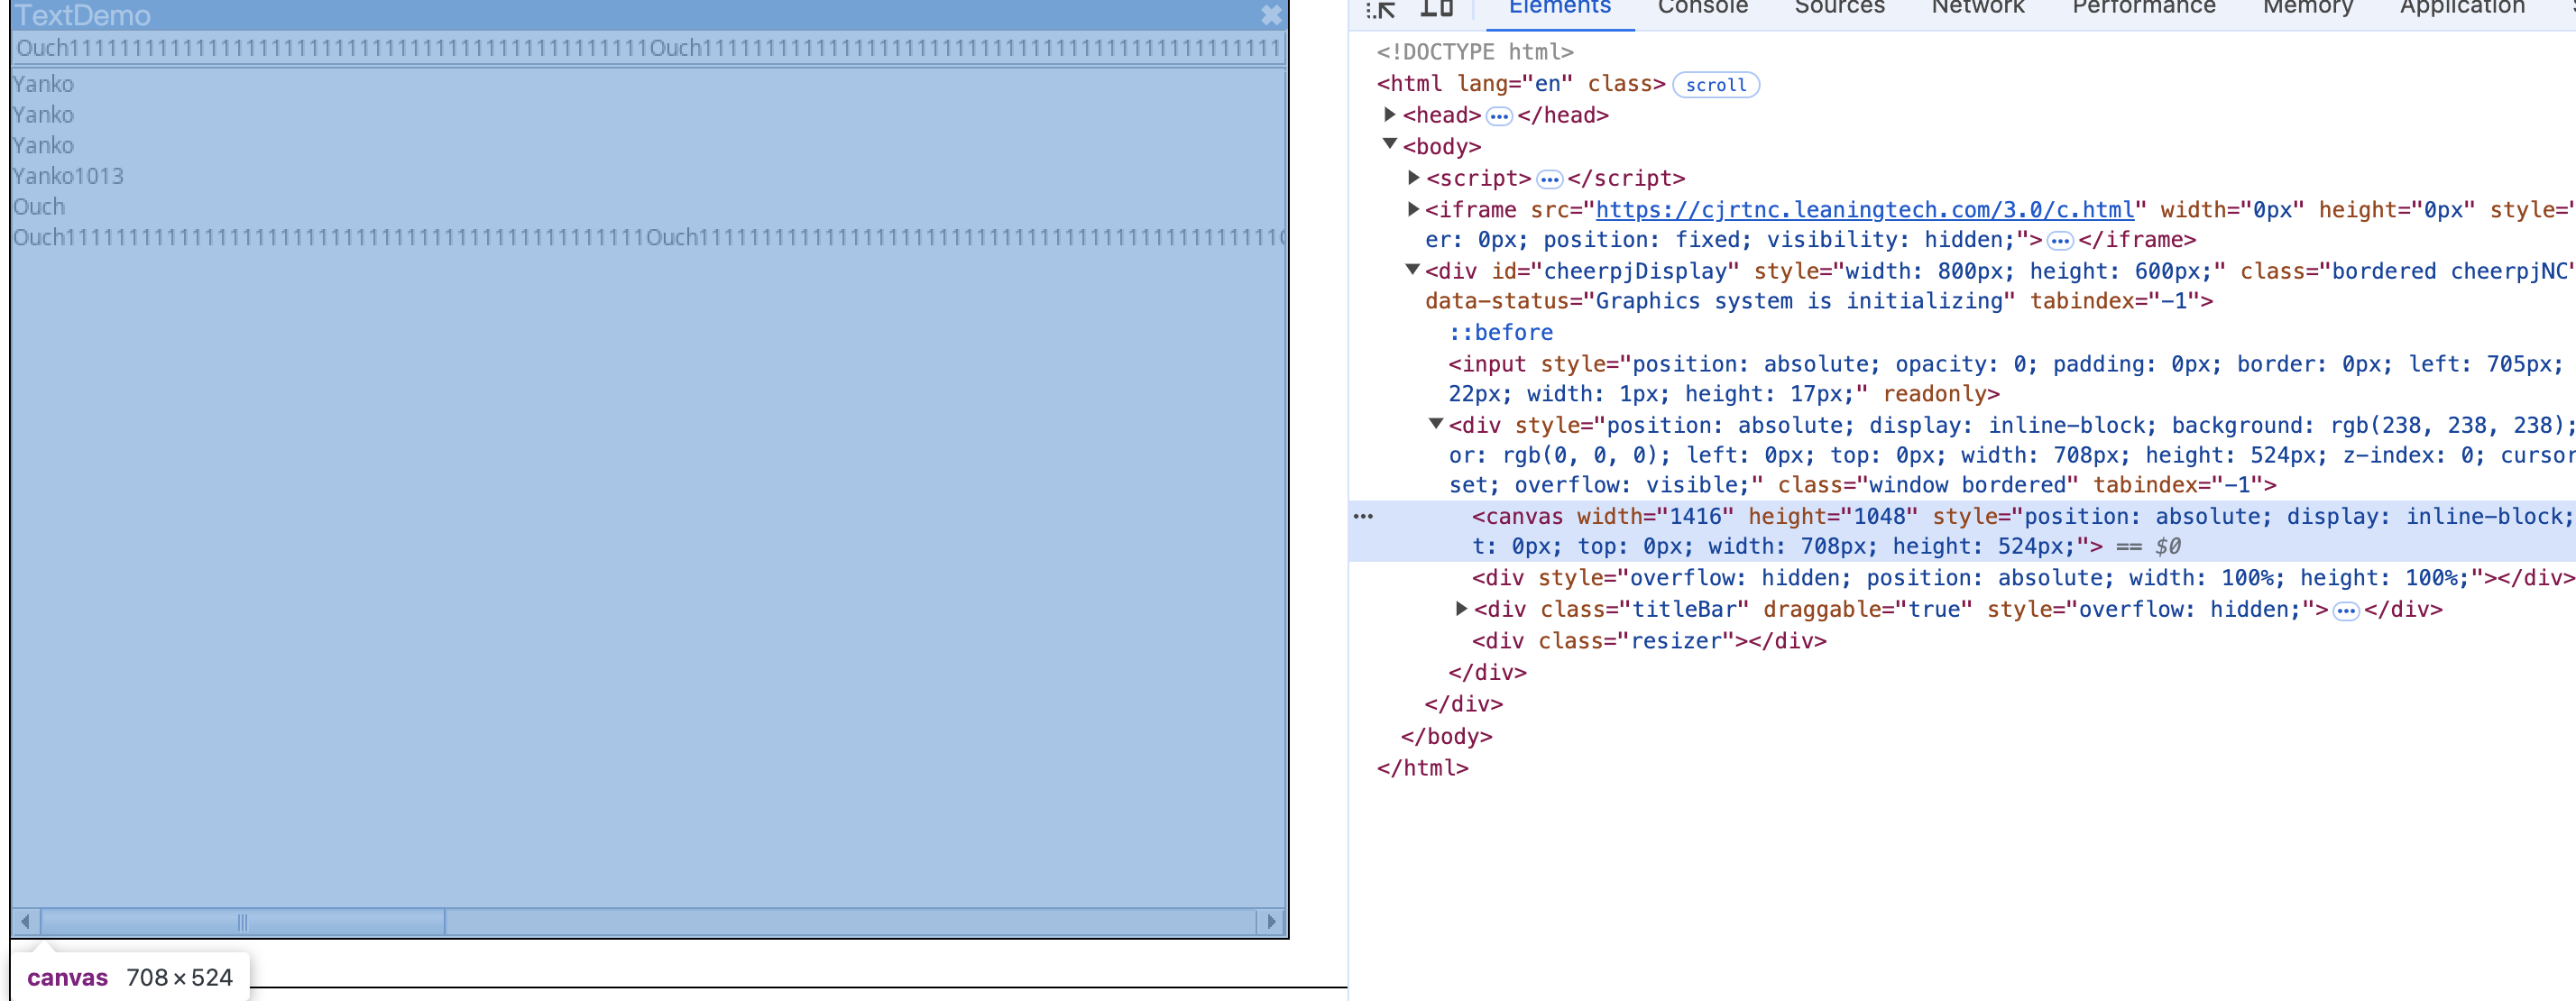 TextDemo
Yanko
Yanko
Yanko
Yanko1013
Ouch
canvas 708 × 524
Elements Console Sources Network Performance Memory Application
<!DOCTYPE html>
<html lang="en" class> scroll
<head> ••• </head>
<body>
<script> ••• </script>
<iframe src="https://cjrtnc.leaningtech.com/3.0/c.html" width="0px" height="0px" style="
er: 0px; position: fixed; visibility: hidden;"> ••• </iframe>
<div id="cheerpjDisplay" style="width: 800px; height: 600px;" class="bordered cheerpjNC"
data-status="Graphics system is initializing" tabindex="-1">
::before
<input style="position: absolute; opacity: 0; padding: 0px; border: 0px; left: 705px;
22px; width: 1px; height: 17px;" readonly>
<div style="position: absolute; display: inline-block; background: rgb(238, 238, 238);
or: rgb(0, 0, 0); left: 0px; top: 0px; width: 708px; height: 524px; z-index: 0; cursor
set; overflow: visible;" class="window bordered" tabindex="-1">
••• <canvas width="1416" height="1048" style="position: absolute; display: inline-block;
t: 0px; top: 0px; width: 708px; height: 524px;"> == $0
<div style="overflow: hidden; position: absolute; width: 100%; height: 100%;"></div>
<div class="titleBar" draggable="true" style="overflow: hidden;"> ••• </div>
<div class="resizer"></div>
</div>
</div>
</body>
</html>